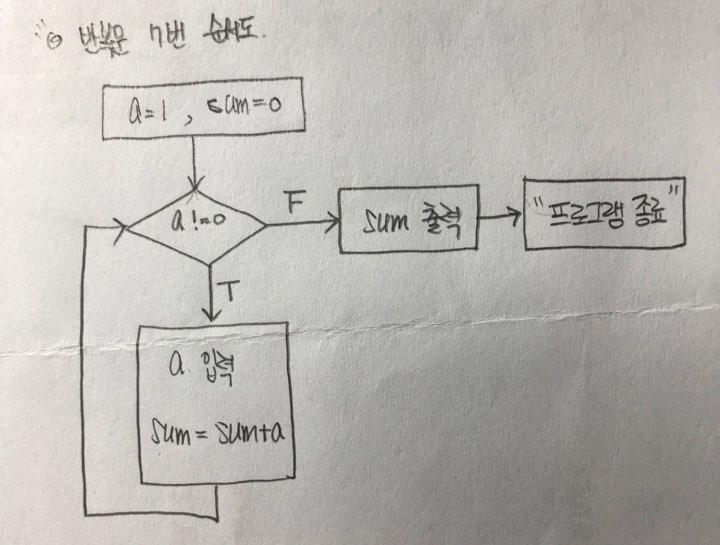 반복문 7번 순서도.
a=1, sum=0
a!=0
F
sum 출력
"프로그램 종료"
T
a 입력
sum=sum+a